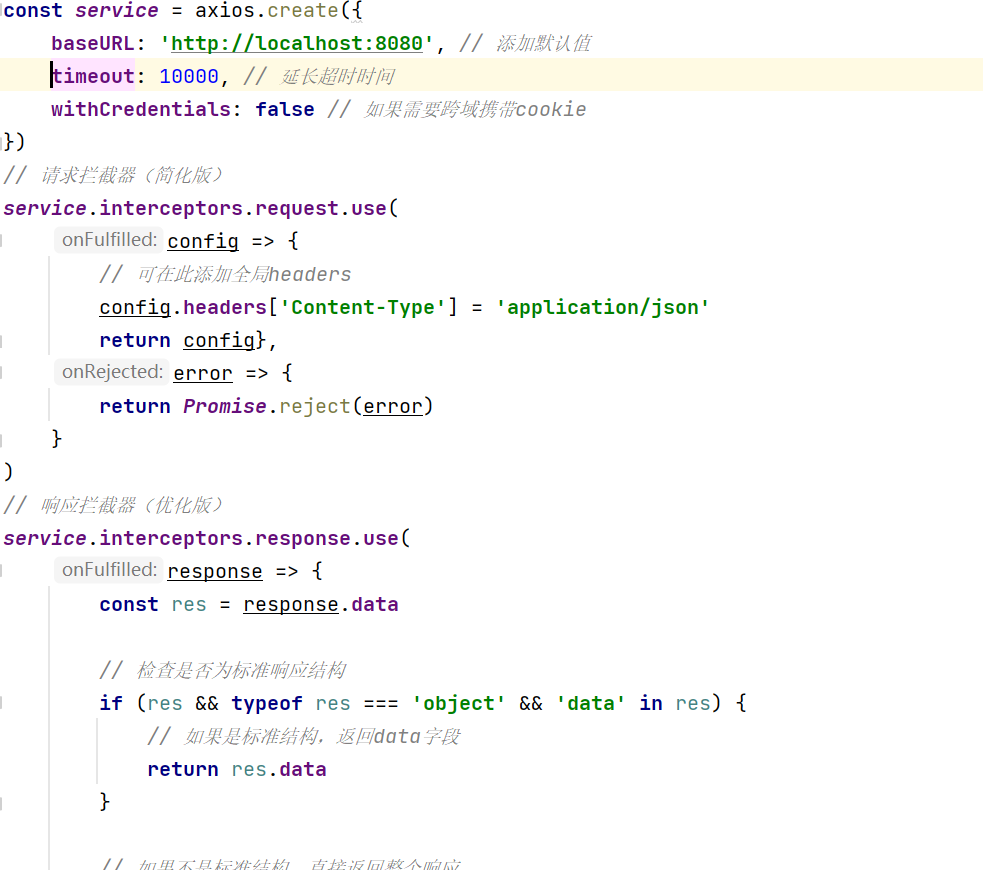 const service = axios.create({
    baseURL: 'http://localhost:8080', // 添加默认值
    timeout: 10000, // 延长超时时间
    withCredentials: false // 如果需要跨域携带cookie
})
// 请求拦截器（简化版）
service.interceptors.request.use(
    onFulfilled: config => {
        // 可在此添加全局headers
        config.headers['Content-Type'] = 'application/json'
        return config},
    onRejected: error => {
        return Promise.reject(error)
    }
)
// 响应拦截器（优化版）
service.interceptors.response.use(
    onFulfilled: response => {
        const res = response.data

        // 检查是否为标准响应结构
        if (res && typeof res === 'object' && 'data' in res) {
            // 如果是标准结构，返回data字段
            return res.data
        }

        // 如果不是标准结构，直接返回整个响应